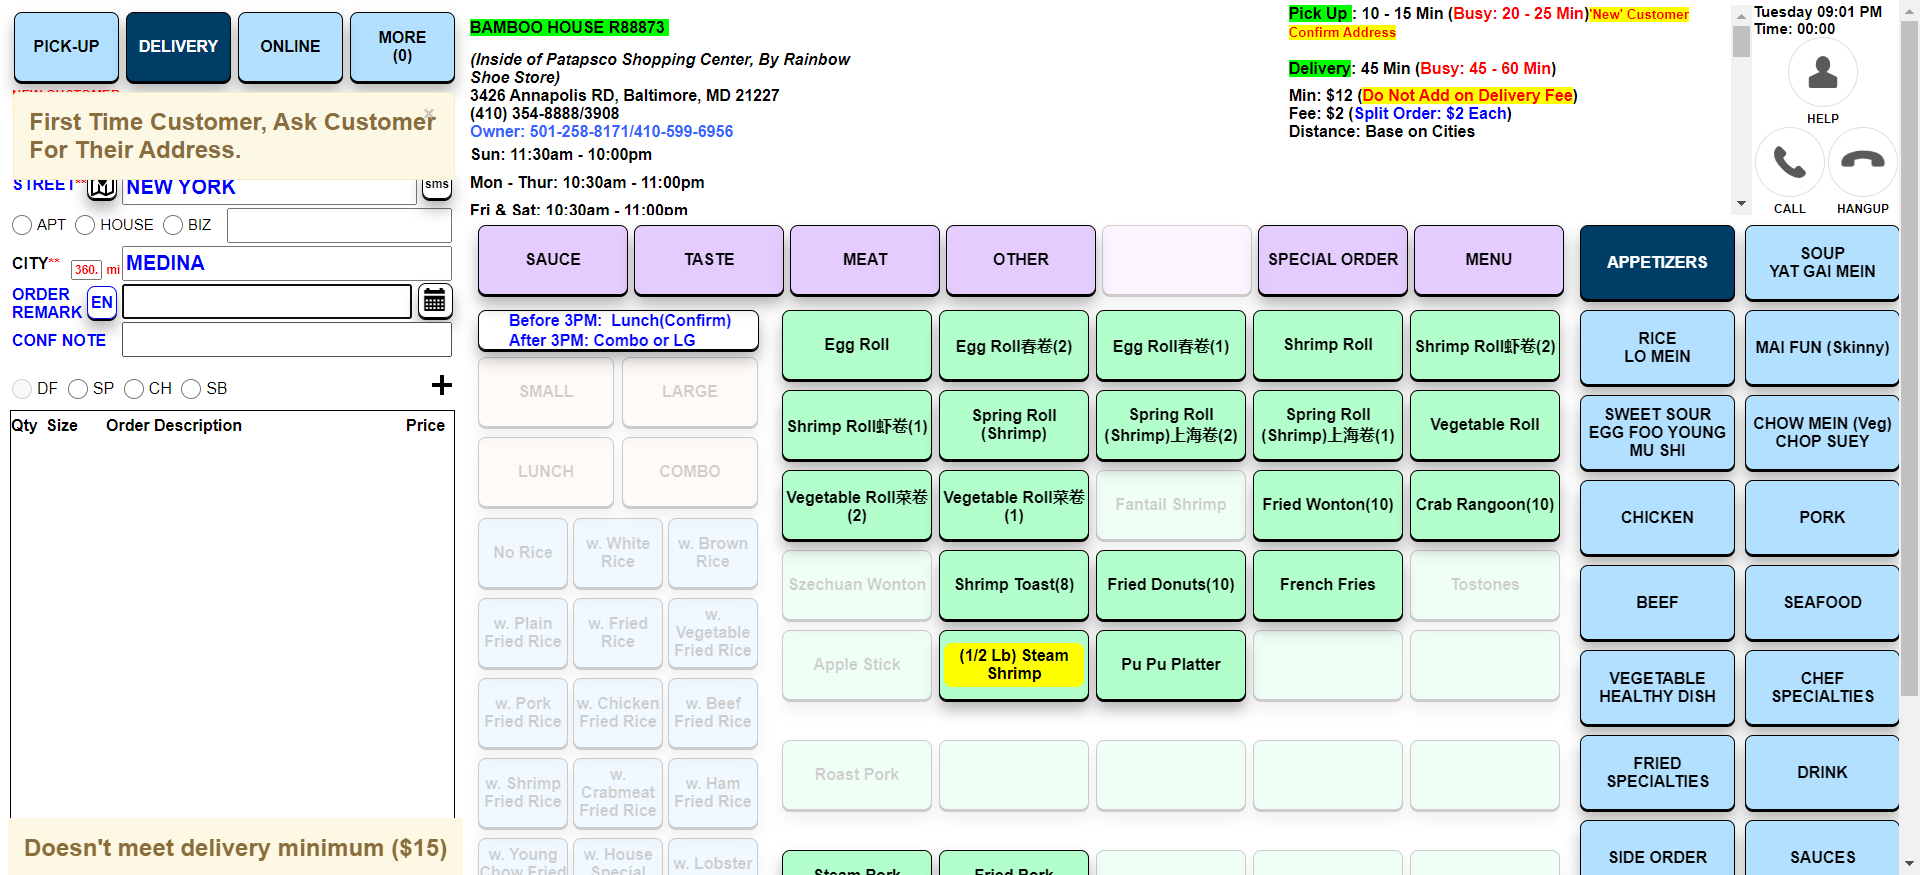 PICK-UP
DELIVERY
ONLINE
MORE
(0)
First Time Customer, Ask Customer
For Their Address.
×
STREET**
NEW YORK
sms
APT
HOUSE
BIZ
CITY**
360.
mi
MEDINA
ORDER
REMARK
EN
CONF NOTE
DF
SP
CH
SB
+
Qty Size Order Description Price
Doesn't meet delivery minimum ($15)
BAMBOO HOUSE R88873
(Inside of Patapsco Shopping Center, By Rainbow
Shoe Store)
3426 Annapolis RD, Baltimore, MD 21227
(410) 354-8888/3908
Owner: 501-258-8171/410-599-6956
Sun: 11:30am - 10:00pm
Mon - Thur: 10:30am - 11:00pm
Fri & Sat: 10:30am - 11:00pm
Pick Up : 10 - 15 Min (Busy: 20 - 25 Min)'New' Customer
Confirm Address
Delivery: 45 Min (Busy: 45 - 60 Min)
Min: $12 (Do Not Add on Delivery Fee)
Fee: $2 (Split Order: $2 Each)
Distance: Base on Cities
Tuesday 09:01 PM
Time: 00:00
HELP
CALL
HANGUP
SAUCE
TASTE
MEAT
OTHER
SPECIAL ORDER
MENU
Before 3PM: Lunch(Confirm)
After 3PM: Combo or LG
SMALL
LARGE
LUNCH
COMBO
No Rice
w. White
Rice
w. Brown
Rice
w. Plain
Fried Rice
w. Fried
Rice
w.
Vegetable
Fried Rice
w. Pork
Fried Rice
w. Chicken
Fried Rice
w. Beef
Fried Rice
w. Shrimp
Fried Rice
w.
Crabmeat
Fried Rice
w. Ham
Fried Rice
w. Young
Chow Fried
w. House
Special
w. Lobster
Egg Roll
Egg Roll春卷(2)
Egg Roll春卷(1)
Shrimp Roll
Shrimp Roll虾卷(2)
Shrimp Roll虾卷(1)
Spring Roll
(Shrimp)
Spring Roll
(Shrimp)上海卷(2)
Spring Roll
(Shrimp)上海卷(1)
Vegetable Roll
Vegetable Roll菜卷
(2)
Vegetable Roll菜卷
(1)
Fantail Shrimp
Fried Wonton(10)
Crab Rangoon(10)
Szechuan Wonton
Shrimp Toast(8)
Fried Donuts(10)
French Fries
Tostones
Apple Stick
(1/2 Lb) Steam
Shrimp
Pu Pu Platter
Roast Pork
Steam Pork
Fried Pork
APPETIZERS
SOUP
YAT GAI MEIN
RICE
LO MEIN
MAI FUN (Skinny)
SWEET SOUR
EGG FOO YOUNG
MU SHI
CHOW MEIN (Veg)
CHOP SUEY
CHICKEN
PORK
BEEF
SEAFOOD
VEGETABLE
HEALTHY DISH
CHEF
SPECIALTIES
FRIED
SPECIALTIES
DRINK
SIDE ORDER
SAUCES